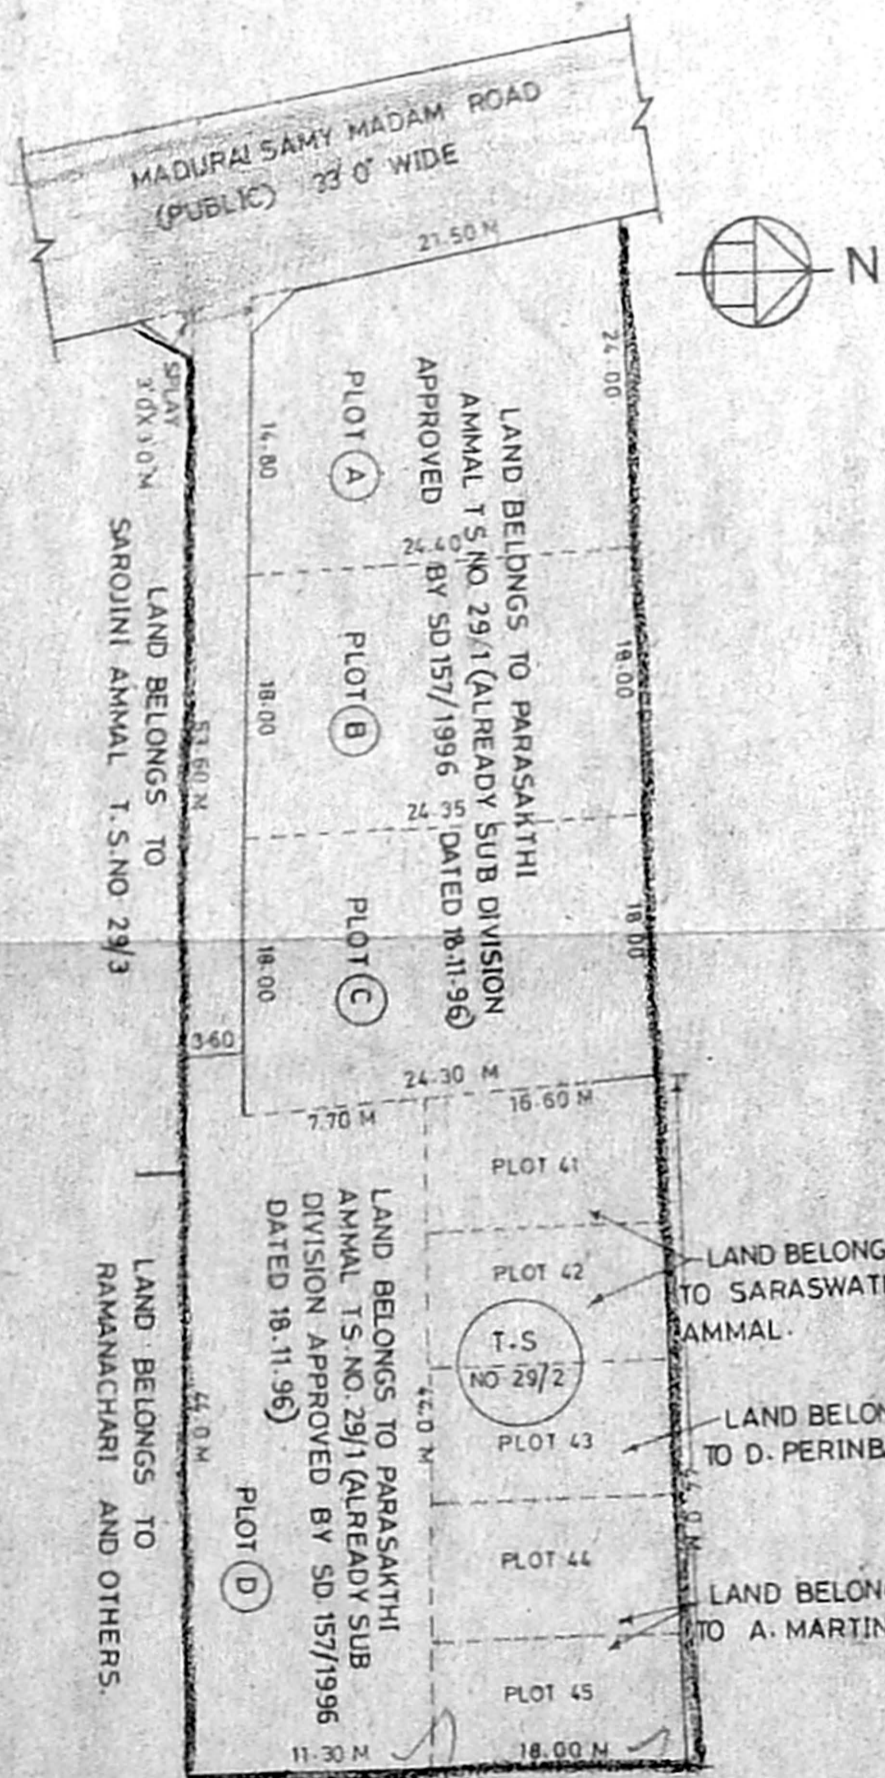 MADURAI SAMY MADAM ROAD
(PUBLIC) 33'0" WIDE
21.50 M
N
SPLAY
3.0X3.0M
24.00
14.80
PLOT A
LAND BELONGS TO PARASAKTHI
AMMAL T S.NO. 29/1 (ALREADY SUB DIVISION
APPROVED BY SD 157/1996 DATED 18.11.96)
24.40
18.00
PLOT B
18.00
24.35
LAND BELONGS TO
SAROJINI AMMAL T.S.NO 29/3
53.60 M
18.00
PLOT C
18.00
3.60
24.30 M
7.70 M
16.60 M
PLOT 41
PLOT 42
T.S
NO 29/2
PLOT 43
PLOT 44
PLOT 45
LAND BELONG
TO SARASWATI
AMMAL.
LAND BELON
TO D. PERINB
LAND BELON
TO A. MARTIN
LAND BELONGS TO PARASAKTHI
AMMAL TS.NO. 29/1 (ALREADY SUB
DIVISION APPROVED BY SD. 157/1996
DATED 18.11.96)
PLOT D
44.0 M
44.0 M
44.0 M
LAND BELONGS TO
RAMANACHARI AND OTHERS.
11.30 M
18.00 M